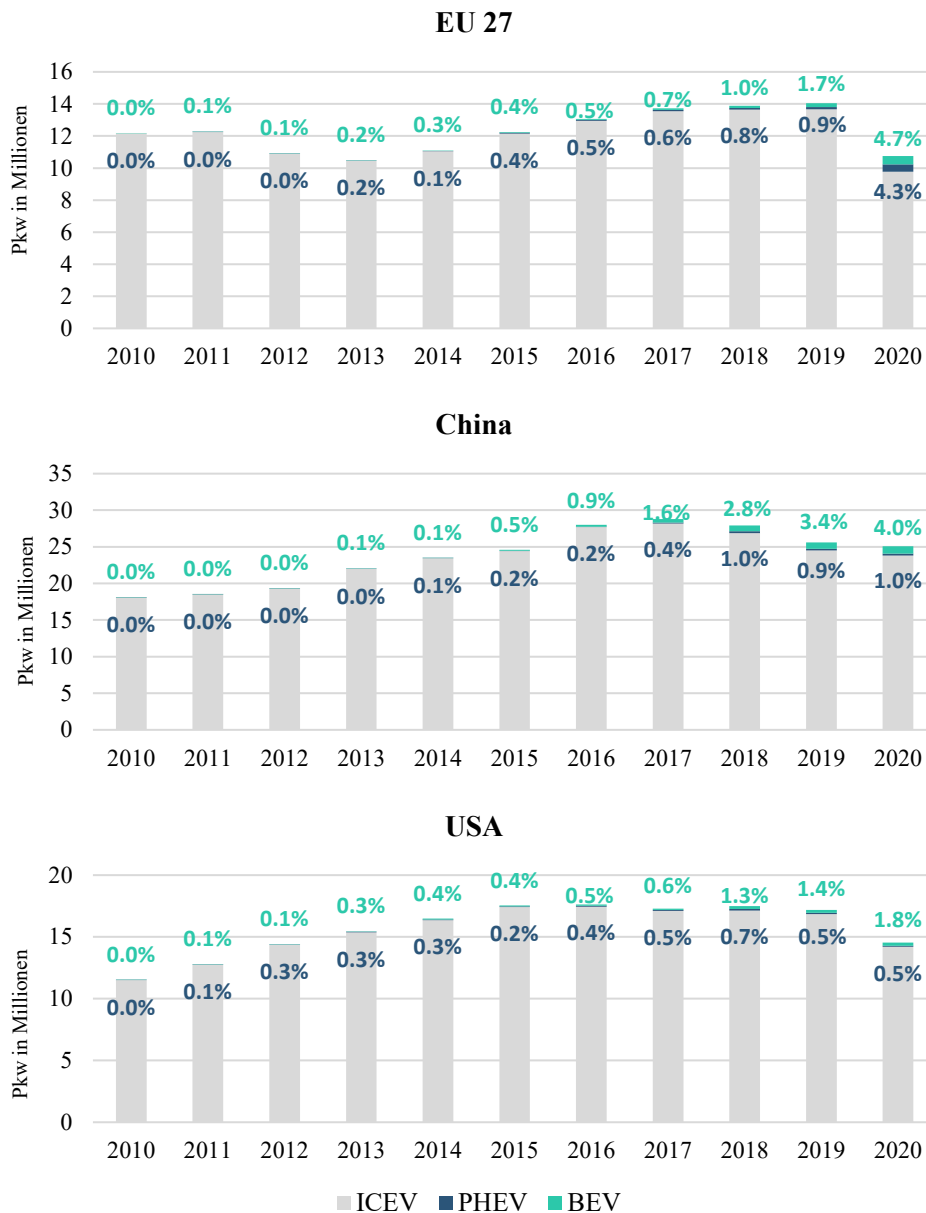 EU 27
Pkw in Millionen
16
14
12
10
8
6
4
2
0
0.0% 0.1% 0.1% 0.2% 0.3% 0.4% 0.5% 0.7% 1.0% 1.7% 4.7%
0.0% 0.0% 0.0% 0.2% 0.1% 0.4% 0.5% 0.6% 0.8% 0.9% 4.3%
2010 2011 2012 2013 2014 2015 2016 2017 2018 2019 2020
China
Pkw in Millionen
35
30
25
20
15
10
5
0
0.0% 0.0% 0.0% 0.1% 0.1% 0.5% 0.9% 1.6% 2.8% 3.4% 4.0%
0.0% 0.0% 0.0% 0.0% 0.1% 0.2% 0.2% 0.4% 1.0% 0.9% 1.0%
2010 2011 2012 2013 2014 2015 2016 2017 2018 2019 2020
USA
Pkw in Millionen
20
15
10
5
0
0.0% 0.1% 0.1% 0.3% 0.4% 0.4% 0.5% 0.6% 1.3% 1.4% 1.8%
0.0% 0.1% 0.3% 0.3% 0.3% 0.2% 0.4% 0.5% 0.7% 0.5% 0.5%
2010 2011 2012 2013 2014 2015 2016 2017 2018 2019 2020
ICEV PHEV BEV